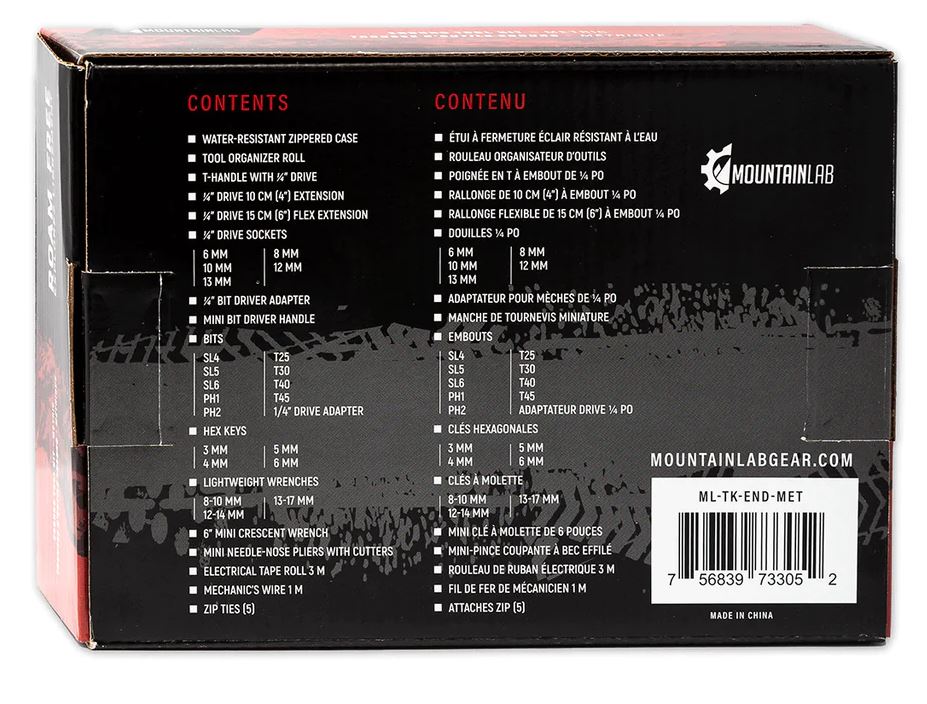 MOUNTAINLAB
MÉTRIQUE
ROAM FREE
CONTENTS
WATER-RESISTANT ZIPPERED CASE
TOOL ORGANIZER ROLL
T-HANDLE WITH ¼" DRIVE
¼" DRIVE 10 CM (4") EXTENSION
¼" DRIVE 15 CM (6") FLEX EXTENSION
¼" DRIVE SOCKETS
6 MM 8 MM
10 MM 12 MM
13 MM
¼" BIT DRIVER ADAPTER
MINI BIT DRIVER HANDLE
BITS
SL4 T25
SL5 T30
SL6 T40
PH1 T45
PH2 1/4" DRIVE ADAPTER
HEX KEYS
3 MM 5 MM
4 MM 6 MM
LIGHTWEIGHT WRENCHES
8-10 MM 13-17 MM
12-14 MM
6" MINI CRESCENT WRENCH
MINI NEEDLE-NOSE PLIERS WITH CUTTERS
ELECTRICAL TAPE ROLL 3 M
MECHANIC'S WIRE 1 M
ZIP TIES (5)
CONTENU
ÉTUI À FERMETURE ÉCLAIR RÉSISTANT À L'EAU
ROULEAU ORGANISATEUR D'OUTILS
POIGNÉE EN T À EMBOUT DE ¼ PO
RALLONGE DE 10 CM (4") À EMBOUT ¼ PO
RALLONGE FLEXIBLE DE 15 CM (6") À EMBOUT ¼ PO
DOUILLES ¼ PO
6 MM 8 MM
10 MM 12 MM
13 MM
ADAPTATEUR POUR MÈCHES DE ¼ PO
MANCHE DE TOURNEVIS MINIATURE
EMBOUTS
SL4 T25
SL5 T30
SL6 T40
PH1 T45
PH2 ADAPTATEUR DRIVE ¼ PO
CLÉS HEXAGONALES
3 MM 5 MM
4 MM 6 MM
CLÉS À MOLETTE
8-10 MM 13-17 MM
12-14 MM
MINI CLÉ À MOLETTE DE 6 POUCES
MINI-PINCE COUPANTE À BEC EFFILÉ
ROULEAU DE RUBAN ÉLECTRIQUE 3 M
FIL DE FER DE MÉCANICIEN 1 M
ATTACHES ZIP (5)
MOUNTAINLAB
MOUNTAINLABGEAR.COM
ML-TK-END-MET
7 56839 73305 2
MADE IN CHINA